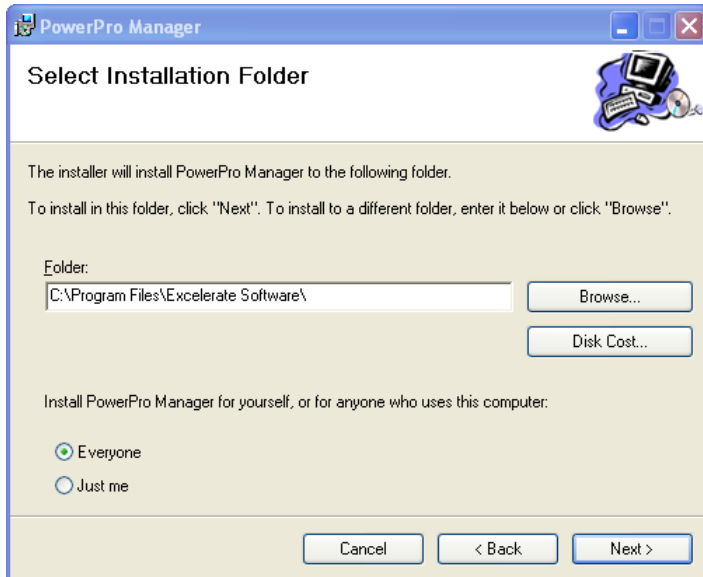 PowerPro Manager
Select Installation Folder
The installer will install PowerPro Manager to the following folder.
To install in this folder, click "Next". To install to a different folder, enter it below or click "Browse".
Folder:
C:\Program Files\Excelerate Software\
Browse...
Disk Cost...
Install PowerPro Manager for yourself, or for anyone who uses this computer:
Everyone
Just me
Cancel
< Back
Next >